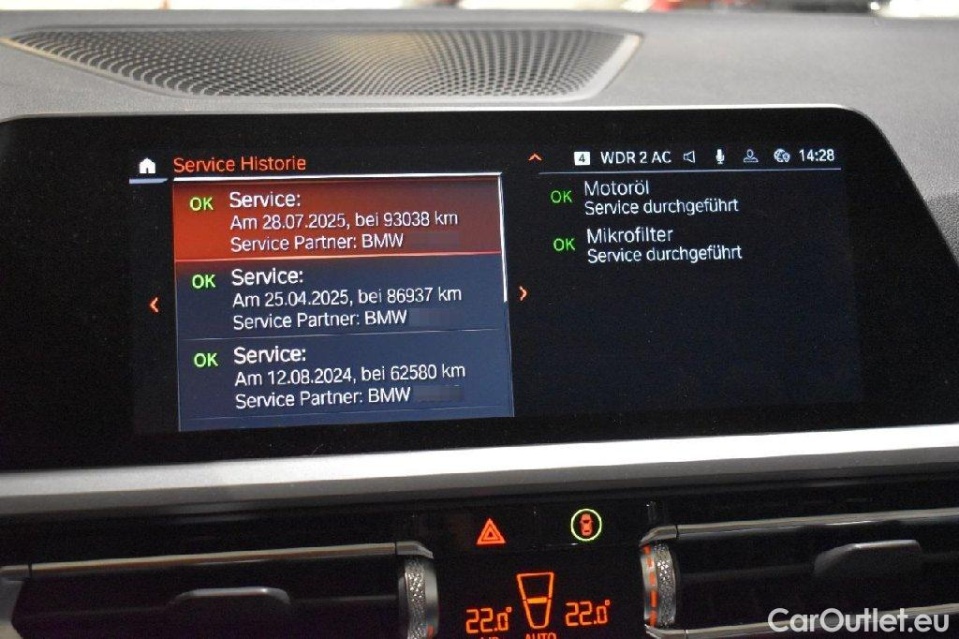 Service Historie
4 WDR 2 AC 14:28
OK Service:
Am 28.07.2025, bei 93038 km
Service Partner: BMW
OK Service:
Am 25.04.2025, bei 86937 km
Service Partner: BMW
OK Service:
Am 12.08.2024, bei 62580 km
Service Partner: BMW
OK Motoröl
Service durchgeführt
OK Mikrofilter
Service durchgeführt
22.0° 22.0°
AUTO
CarOutlet.eu